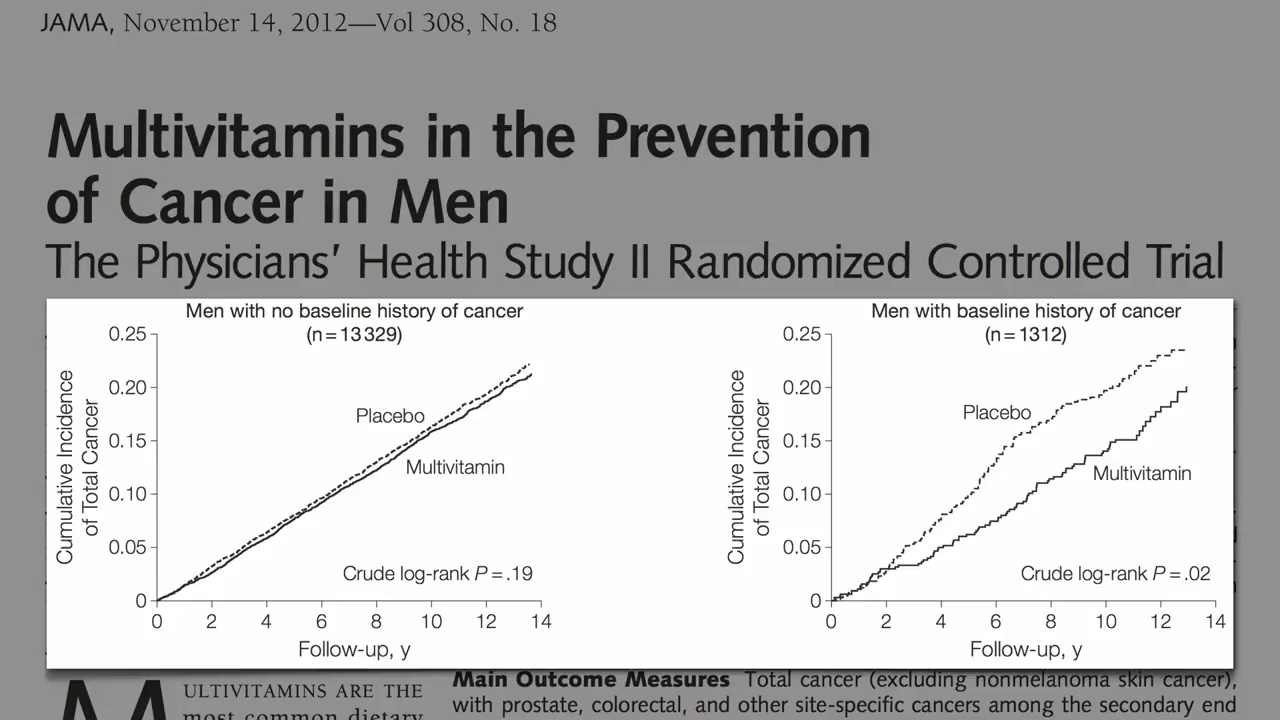 JAMA, November 14, 2012—Vol 308, No. 18
Multivitamins in the Prevention
of Cancer in Men
The Physicians' Health Study II Randomized Controlled Trial
Men with no baseline history of cancer
(n = 13 329)
0.25
0.20
0.15
0.10
0.05
0
Cumulative Incidence
of Total Cancer
Placebo
Multivitamin
Crude log-rank P = .19
0 2 4 6 8 10 12 14
Follow-up, y
Men with baseline history of cancer
(n = 1312)
0.25
0.20
0.15
0.10
0.05
0
Cumulative Incidence
of Total Cancer
Placebo
Multivitamin
Crude log-rank P = .02
0 2 4 6 8 10 12 14
Follow-up, y
MULTIVITAMINS ARE THE
most common dietary
Main Outcome Measures Total cancer (excluding nonmelanoma skin cancer),
with prostate, colorectal, and other site-specific cancers among the secondary end